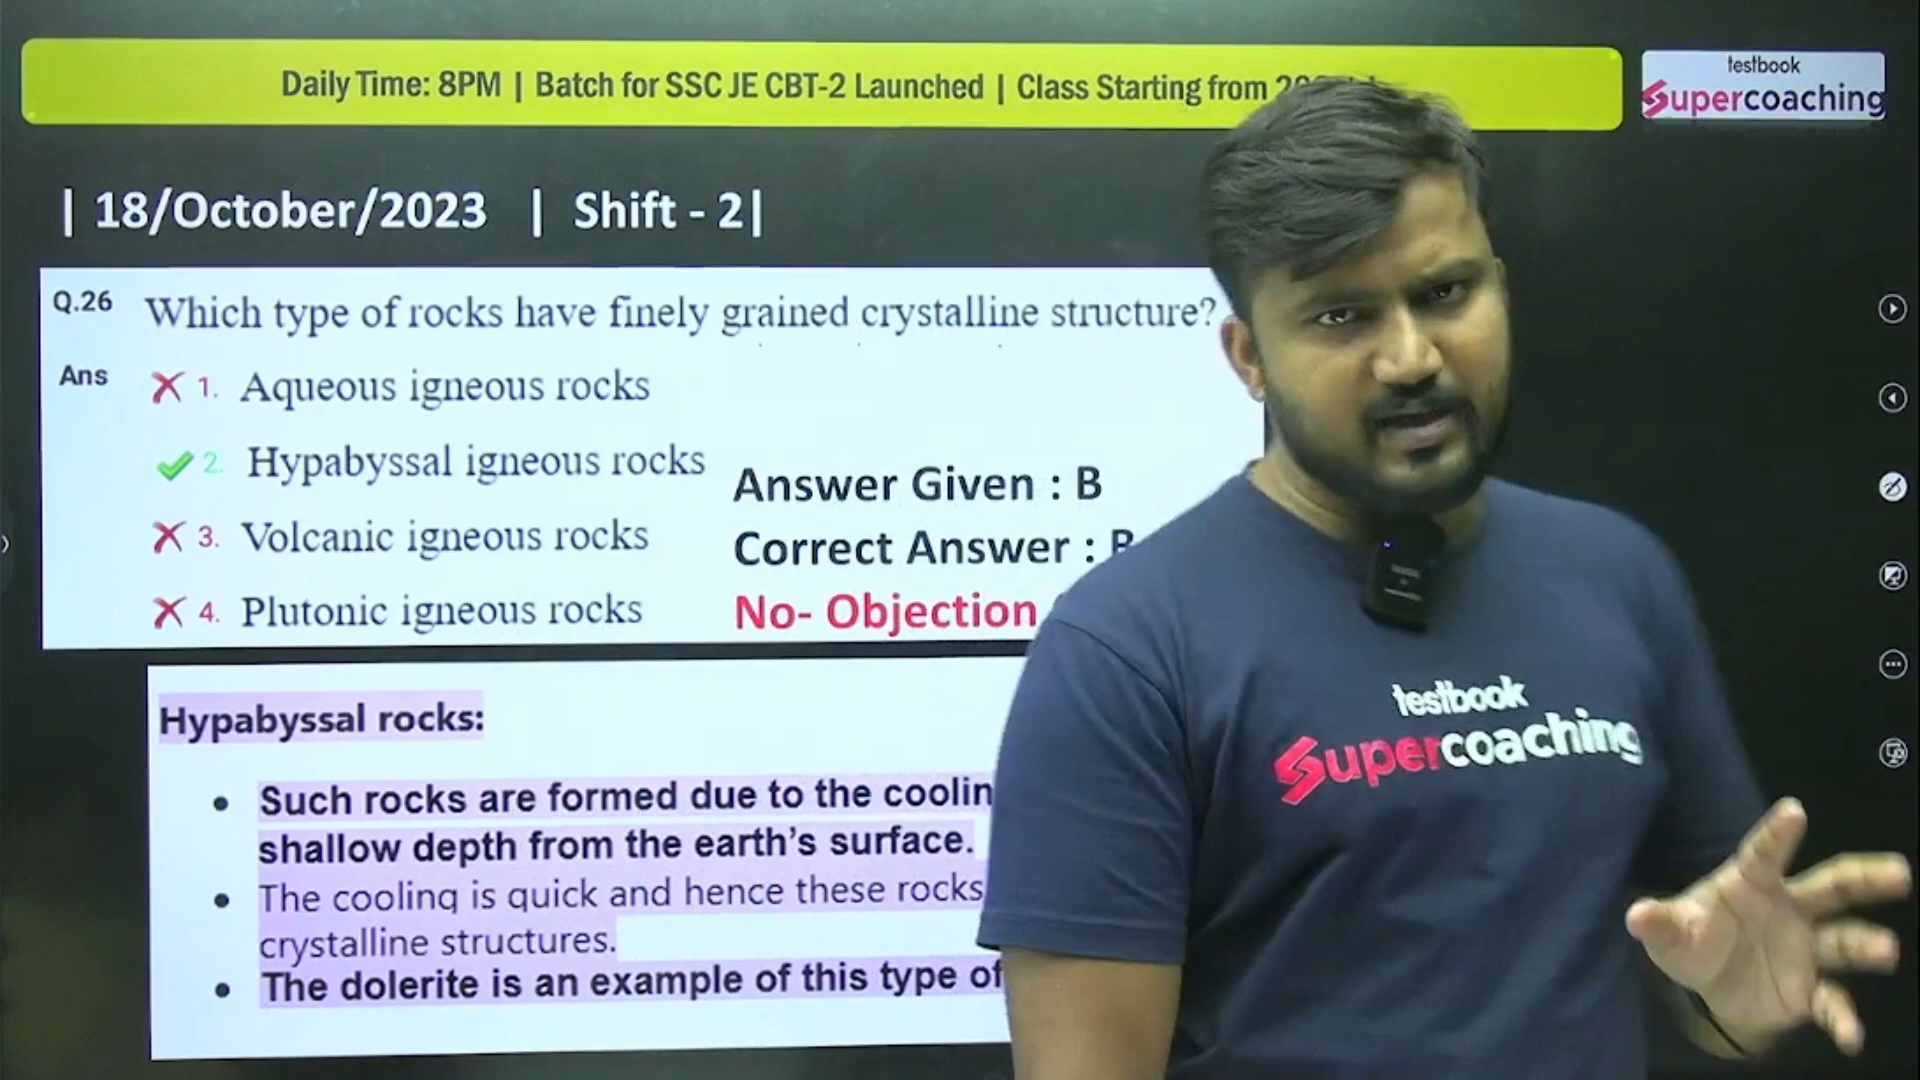 Daily Time: 8PM | Batch for SSC JE CBT-2 Launched | Class Starting from
testbook
Supercoaching
| 18/October/2023 | Shift - 2|
Q.26 Which type of rocks have finely grained crystalline structure?
Ans
1. Aqueous igneous rocks
2. Hypabyssal igneous rocks
3. Volcanic igneous rocks
4. Plutonic igneous rocks
Answer Given : B
Correct Answer : B
No- Objection
Hypabyssal rocks:
• Such rocks are formed due to the coolin
shallow depth from the earth's surface.
• The cooling is quick and hence these rocks
crystalline structures.
• The dolerite is an example of this type of
testbook
Supercoaching